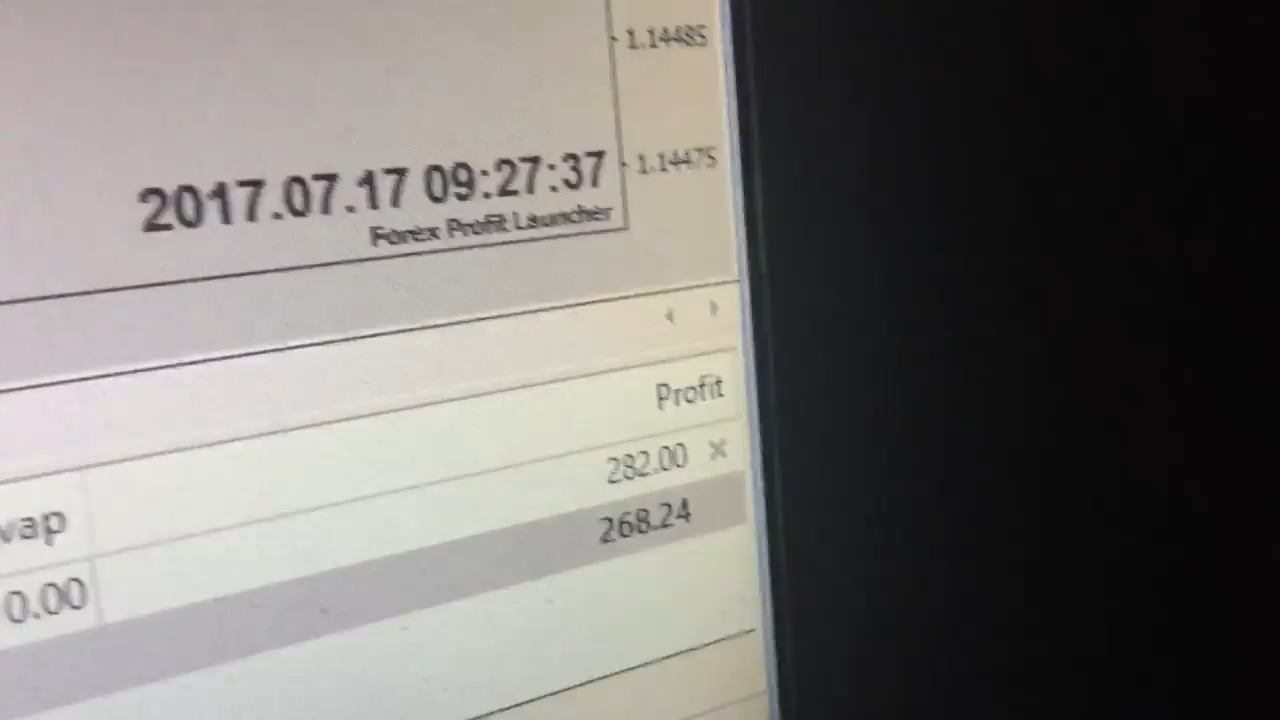 1.14485
1.14475
2017.07.17 09:27:37
Forex Profit Launcher
Profit
282.00 ×
vap
268.24
0.00